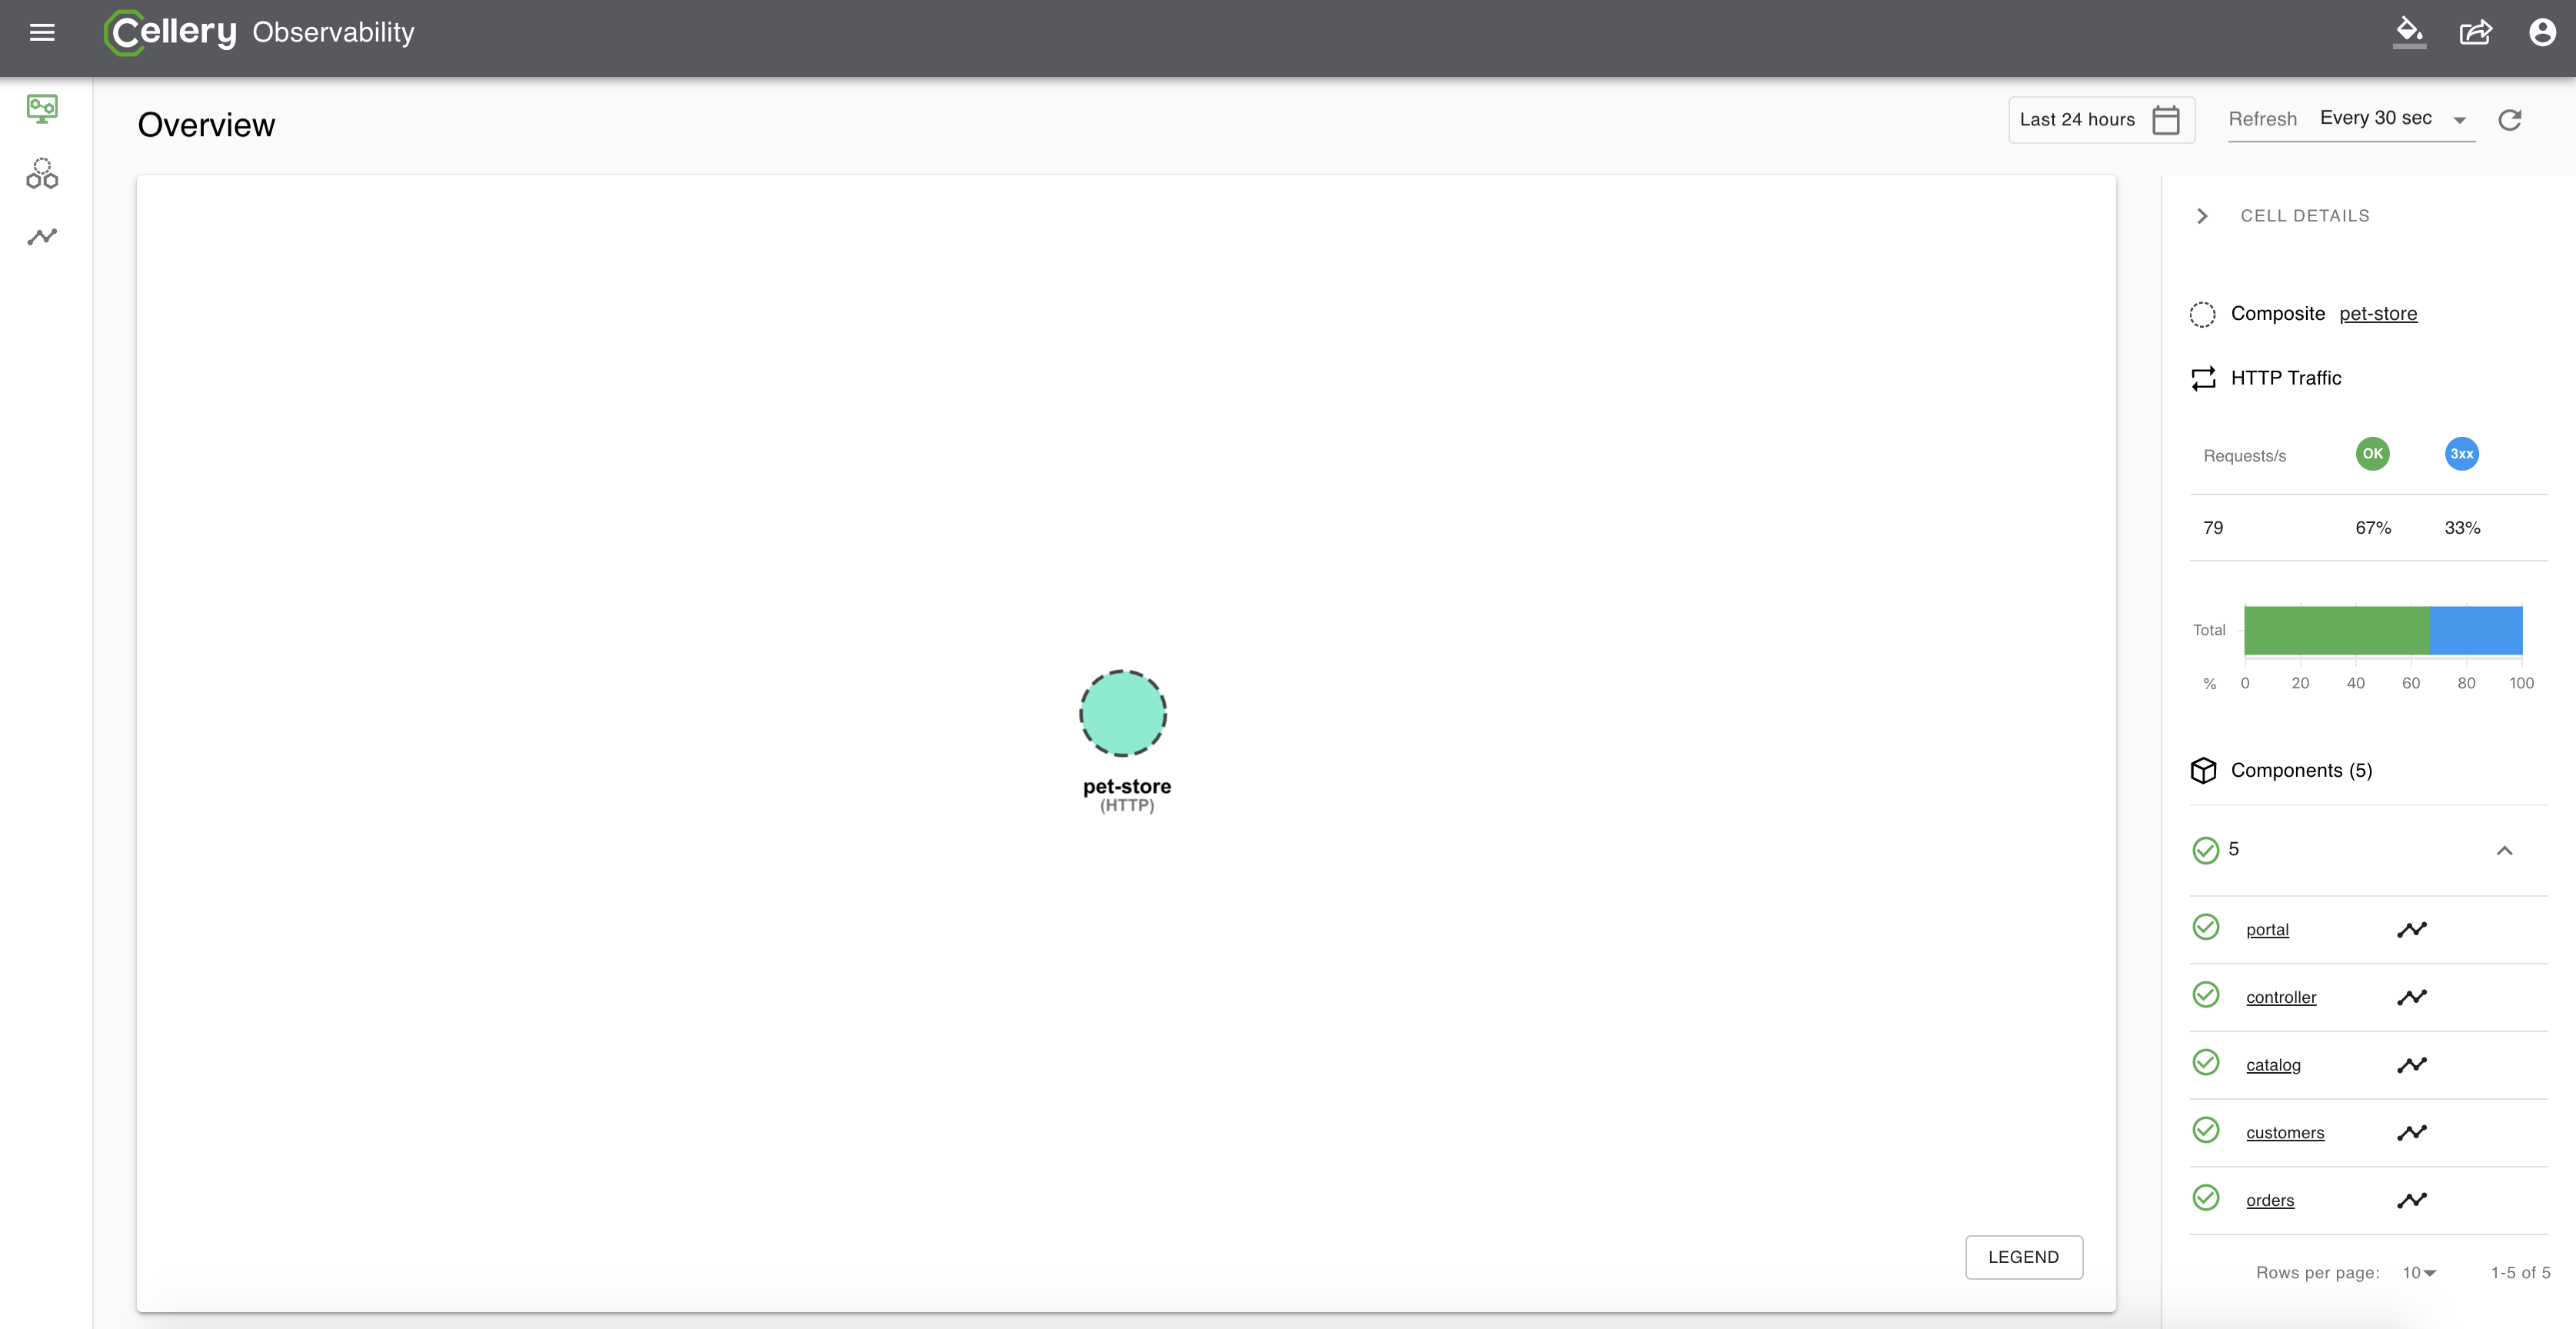 Cellery Observability
Overview
Last 24 hours
Refresh Every 30 sec
pet-store
(HTTP)
LEGEND
CELL DETAILS
Composite pet-store
HTTP Traffic
Requests/s OK 3xx
79 67% 33%
Total
% 0 20 40 60 80 100
Components (5)
5
portal
controller
catalog
customers
orders
Rows per page: 10 1-5 of 5